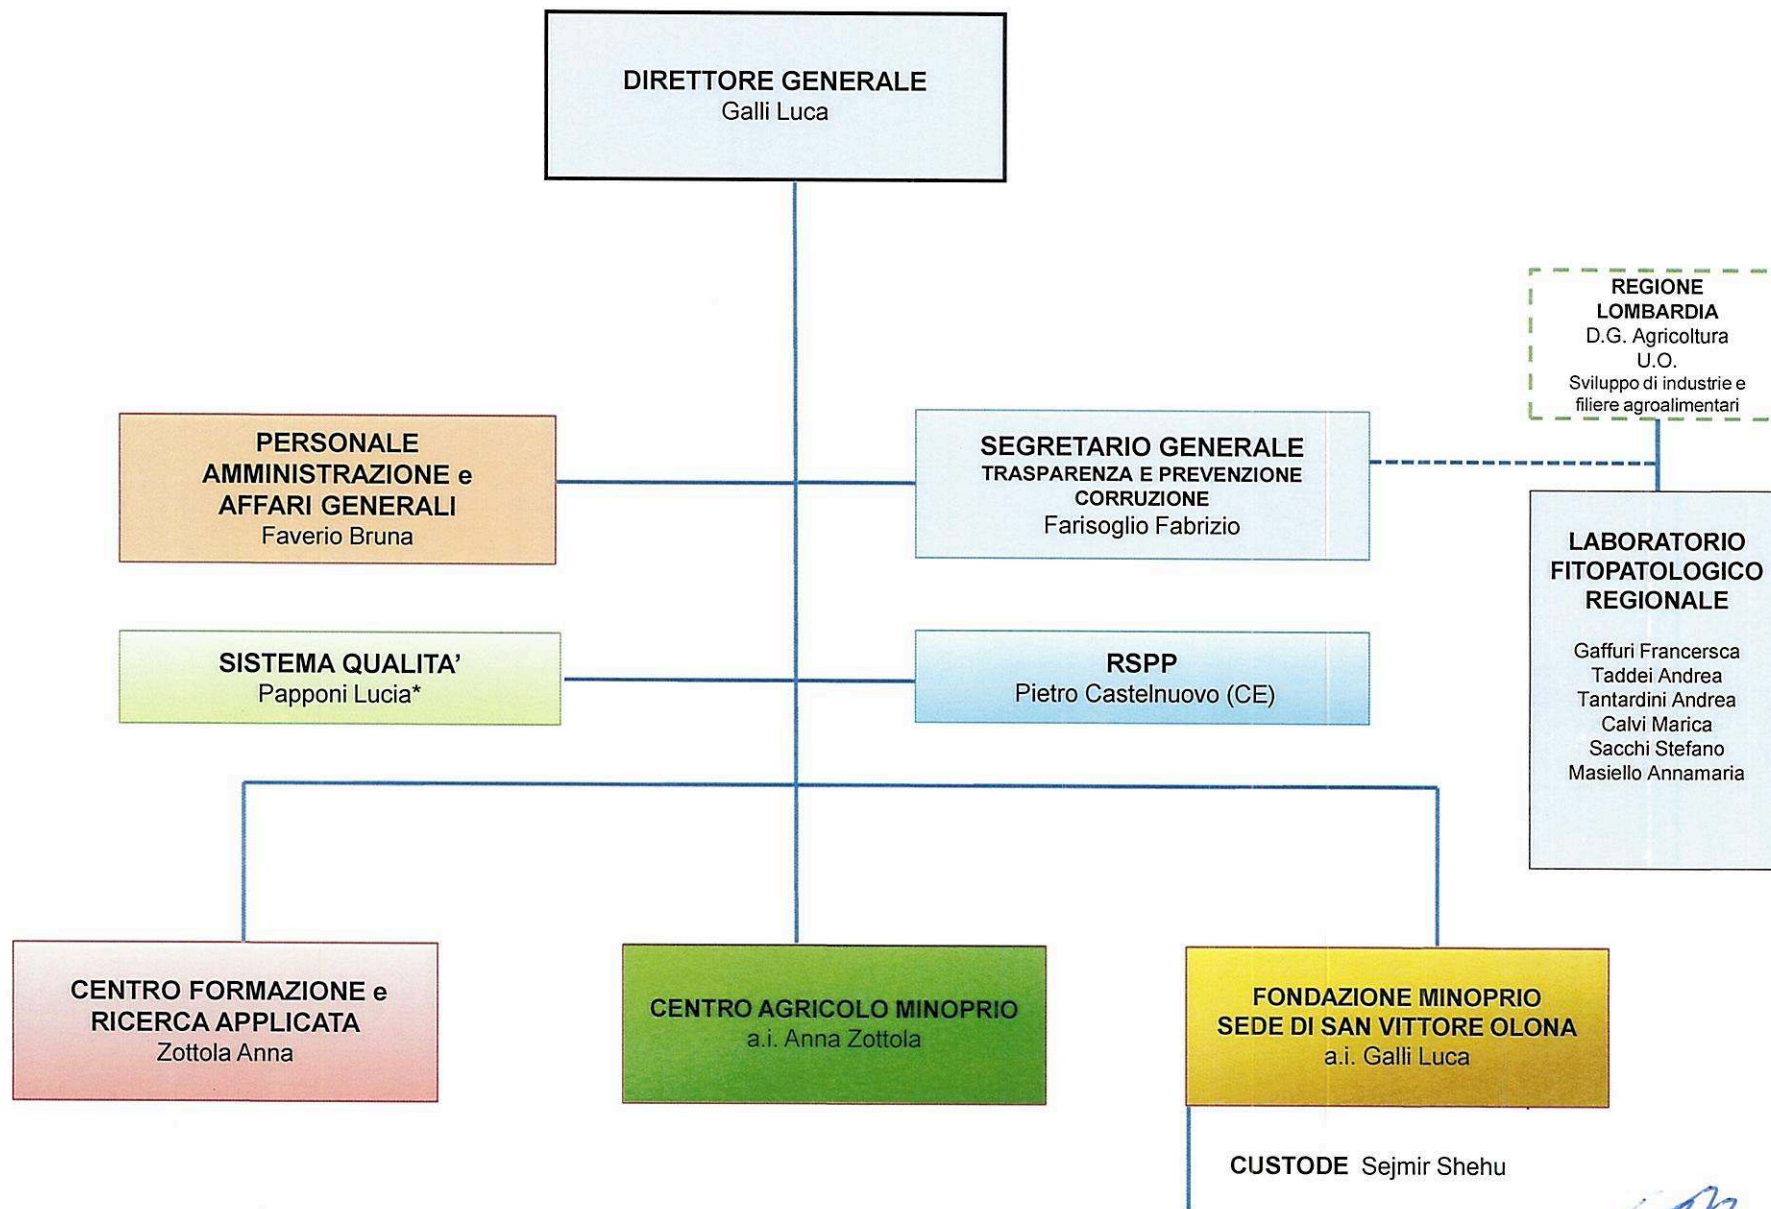 DIRETTORE GENERALE
Galli Luca
REGIONE
LOMBARDIA
D.G. Agricoltura
U.O.
Sviluppo di industrie e
filiere agroalimentari
PERSONALE
AMMINISTRAZIONE e
AFFARI GENERALI
Faverio Bruna
SEGRETARIO GENERALE
TRASPARENZA E PREVENZIONE
CORRUZIONE
Farisoglio Fabrizio
LABORATORIO
FITOPATOLOGICO
REGIONALE
Gaffuri Francersca
Taddei Andrea
Tantardini Andrea
Calvi Marica
Sacchi Stefano
Masiello Annamaria
SISTEMA QUALITA'
Papponi Lucia*
RSPP
Pietro Castelnuovo (CE)
CENTRO FORMAZIONE e
RICERCA APPLICATA
Zottola Anna
CENTRO AGRICOLO MINOPRIO
a.i. Anna Zottola
FONDAZIONE MINOPRIO
SEDE DI SAN VITTORE OLONA
a.i. Galli Luca
CUSTODE Sejmir Shehu